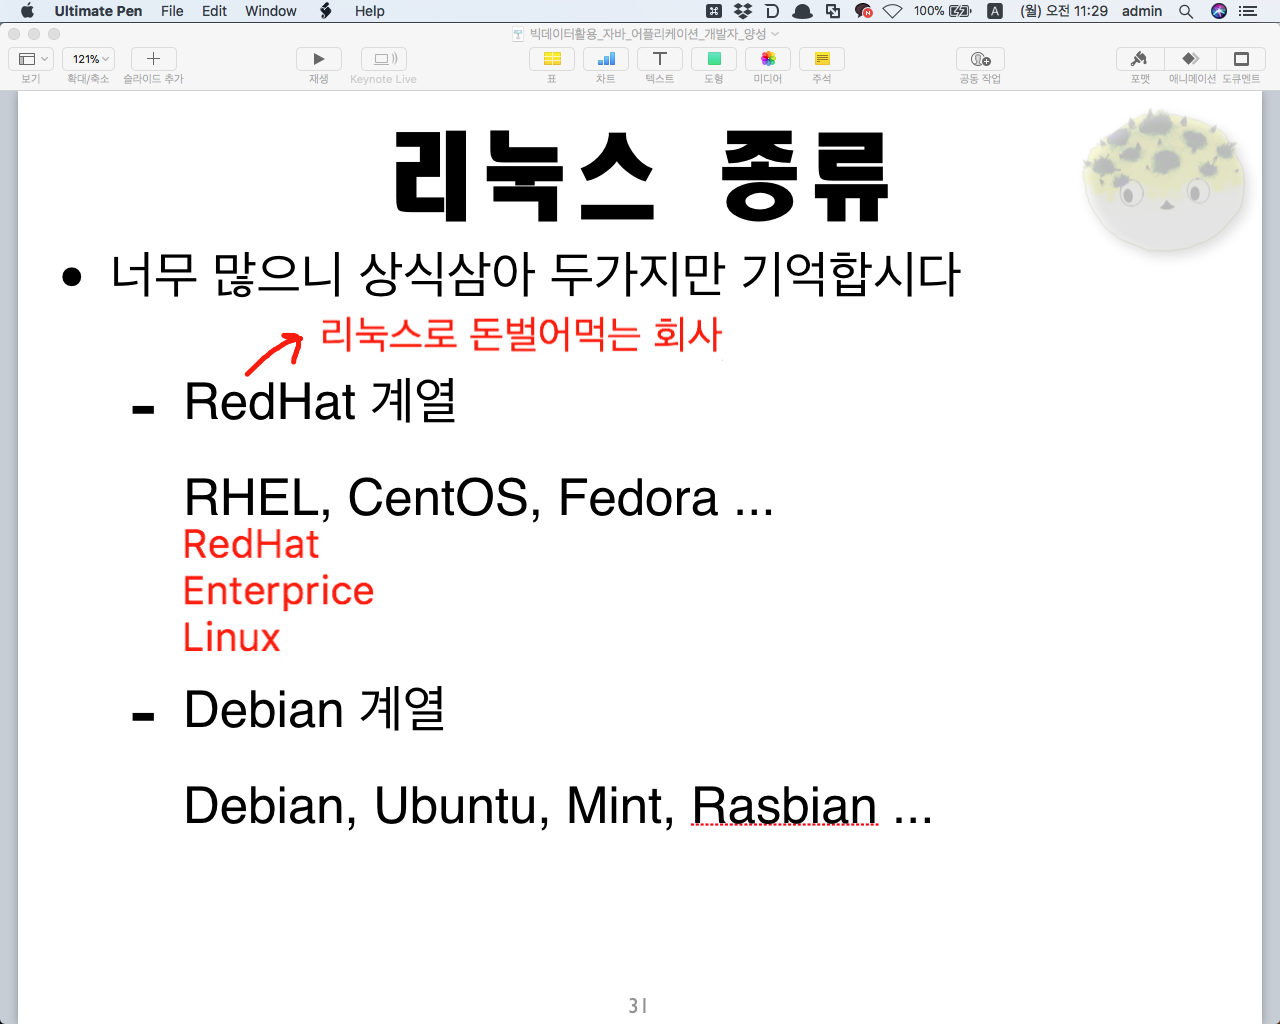 Ultimate Pen File Edit Window Help 100% A (월) 오전 11:29 admin
빅데이터활용_자바_어플리케이션_개발자_양성
121%
보기 확대/축소 슬라이드 추가 재생 Keynote Live 표 차트 텍스트 도형 미디어 주석 공동 작업 포맷 애니메이션 도큐멘트
리눅스 종류
• 너무 많으니 상식삼아 두가지만 기억합시다
리눅스로 돈벌어먹는 회사
- RedHat 계열
RHEL, CentOS, Fedora ...
RedHat
Enterprice
Linux
- Debian 계열
Debian, Ubuntu, Mint, Rasbian ...
31